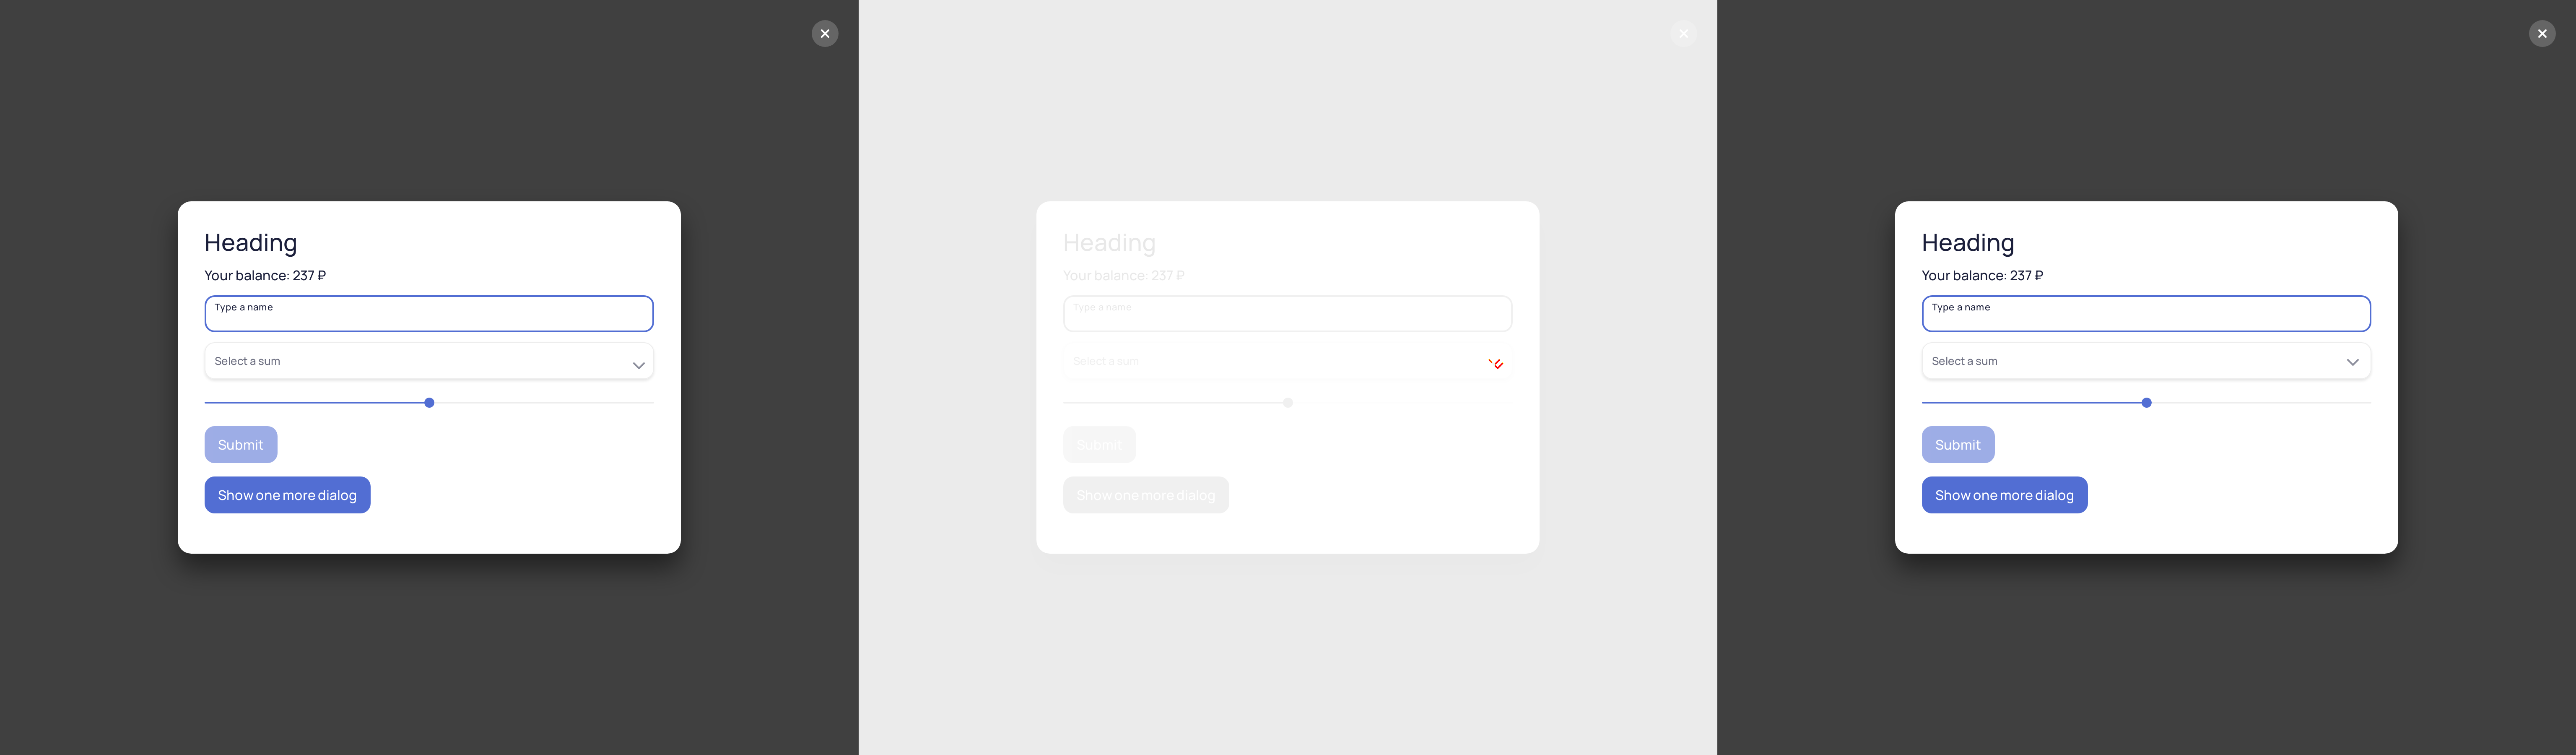 Heading
Your balance: 237 ₽
Type a name
Select a sum
Submit
Show one more dialog
Heading
Your balance: 237 ₽
Type a name
Select a sum
Submit
Show one more dialog
Heading
Your balance: 237 ₽
Type a name
Select a sum
Submit
Show one more dialog